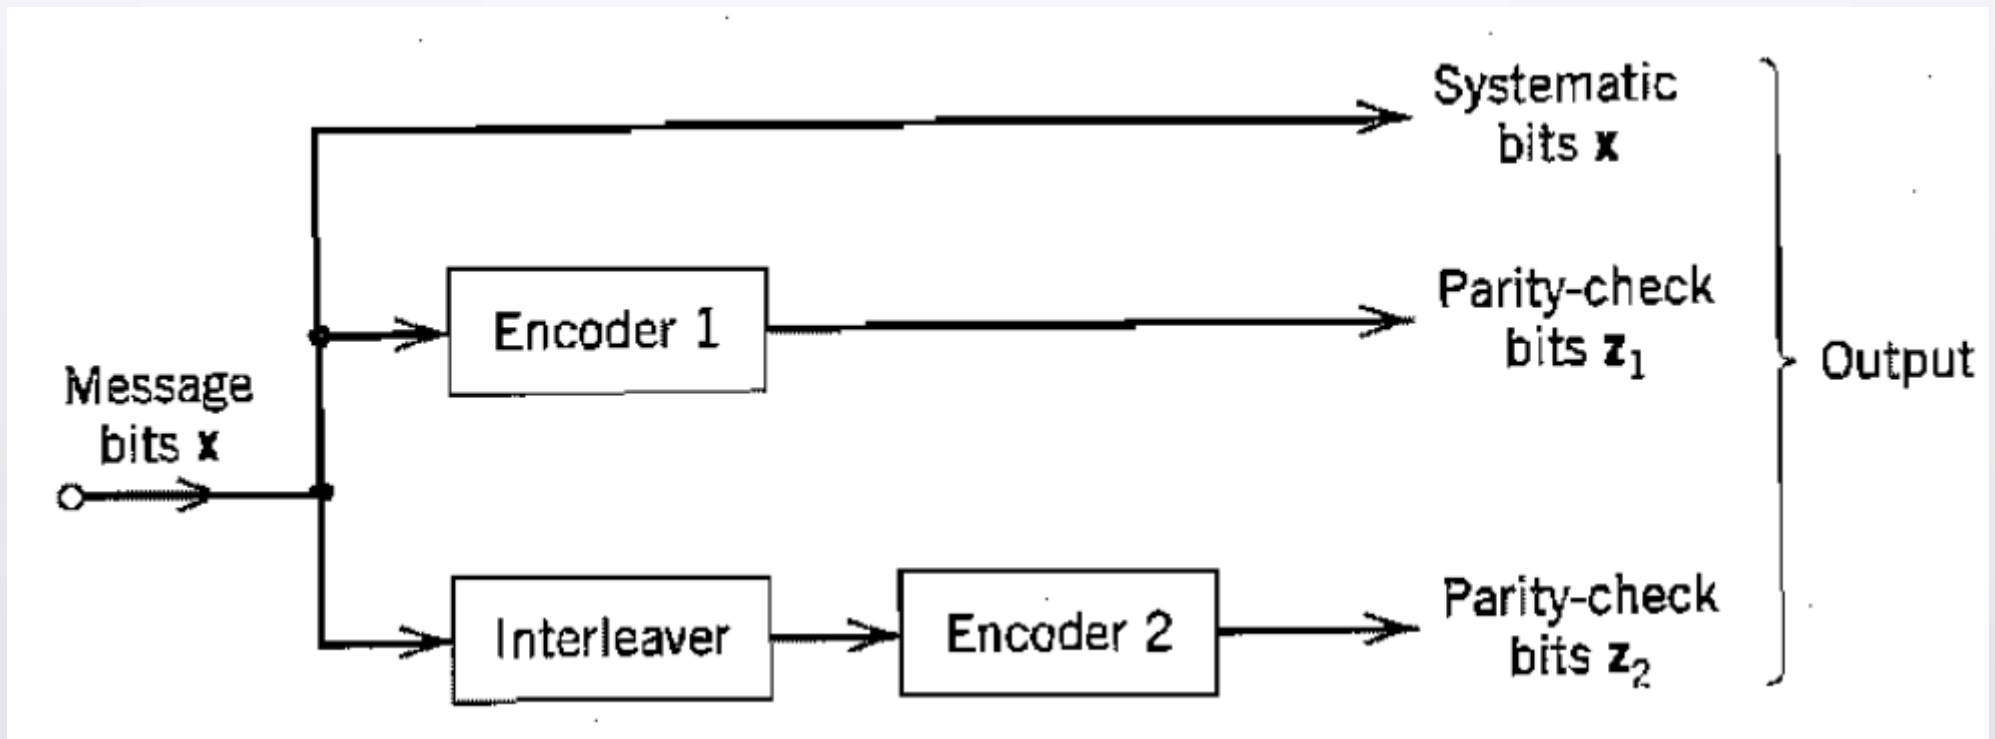 Systematic
bits x
Encoder 1
Parity-check
bits z₁
Output
Message
bits x
Interleaver
Encoder 2
Parity-check
bits z₂